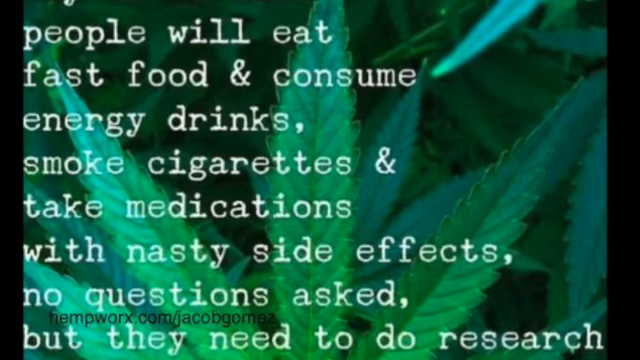 people will eat
fast food & consume
energy drinks,
smoke cigarettes &
take medications
with nasty side effects,
no questions asked,
hempworx.com/jacobgomez
but they need to do research